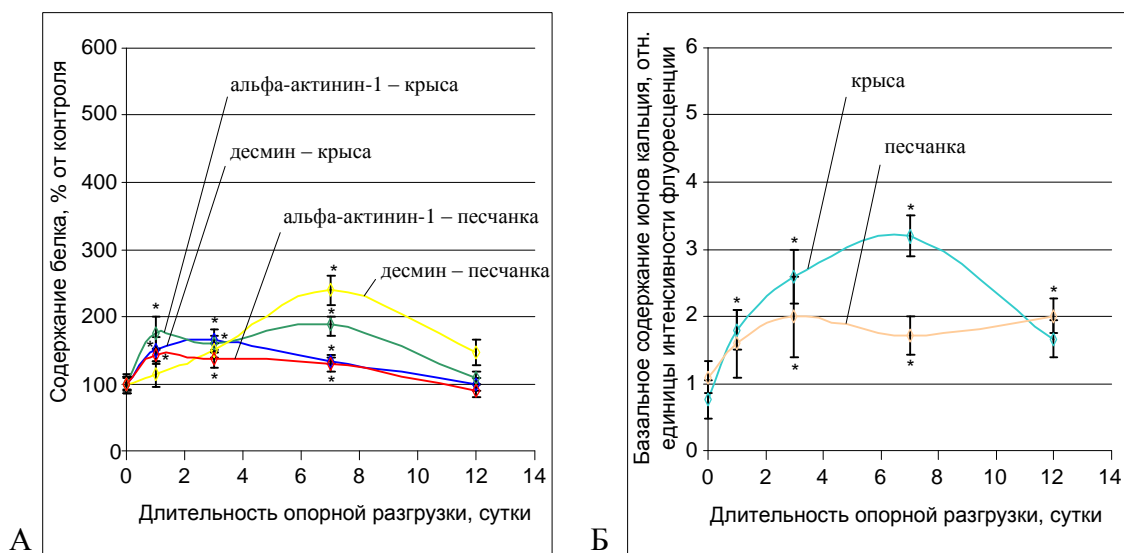 600
500
400
300
200
100
0
0 2 4 6 8 10 12 14
Содержание белка, % от контроля
Длительность опорной разгрузки, сутки
альфа-актинин-1 – крыса
десмин – крыса
альфа-актинин-1 – песчанка
десмин – песчанка
* * * * * * * * *
А
6
5
4
3
2
1
0
0 2 4 6 8 10 12 14
Базальное содержание ионов кальция, отн.
единицы интенсивности флуоресценции
Длительность опорной разгрузки, сутки
крыса
песчанка
* * * * * *
Б